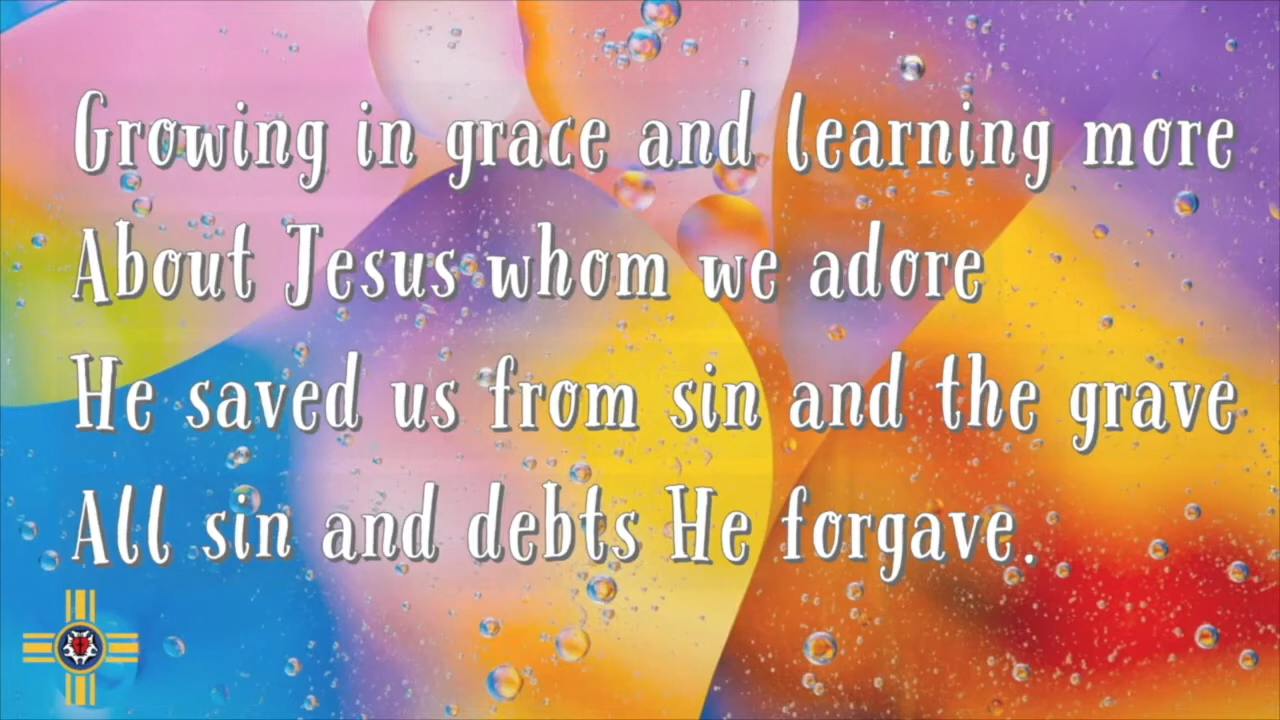 Growing in grace and learning more
About Jesus whom we adore
He saved us from sin and the grave
All sin and debts He forgave.